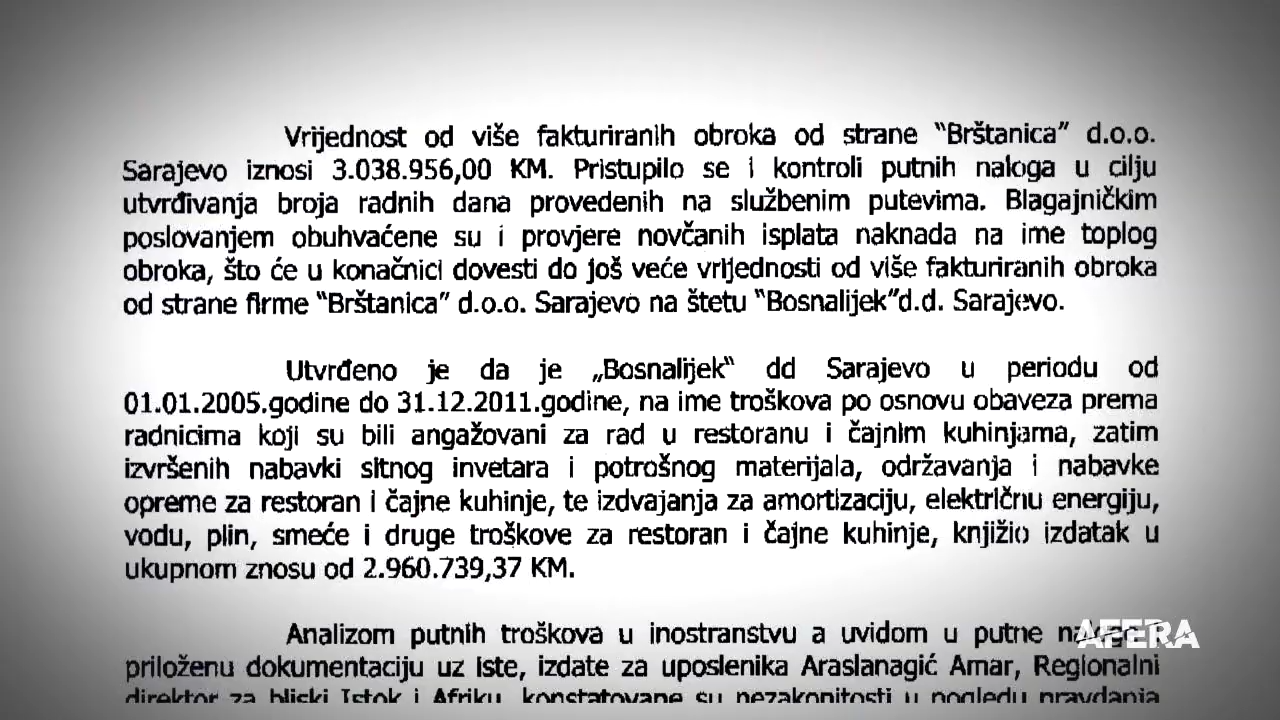 Vrijednost od više fakturiranih obroka od strane “Brštanica” d.o.o.
Sarajevo iznosi 3.038.956,00 KM. Pristupilo se i kontroli putnih naloga u cilju
utvrđivanja broja radnih dana provedenih na službenim putevima. Blagajničkim
poslovanjem obuhvaćene su i provjere novčanih isplata naknada na ime toplog
obroka, što će u konačnici dovesti do još veće vrijednosti od više fakturiranih obroka
od strane firme “Brštanica” d.o.o. Sarajevo na štetu “Bosnalijek”d.d. Sarajevo.
Utvrđeno je da je „Bosnalijek“ dd Sarajevo u periodu od
01.01.2005.godine do 31.12.2011.godine, na ime troškova po osnovu obaveza prema
radnicima koji su bili angažovani za rad u restoranu i čajnim kuhinjama, zatim
izvršenih nabavki sitnog invetara i potrošnog materijala, održavanja i nabavke
opreme za restoran i čajne kuhinje, te izdvajanja za amortizaciju, električnu energiju,
vodu, plin, smeće i druge troškove za restoran i čajne kuhinje, knjižio izdatak u
ukupnom znosu od 2.960.739,37 KM.
Analizom putnih troškova u inostranstvu a uvidom u putne
AFERA
priloženu dokumentaciju uz iste, izdate za uposlenika Araslanagić Amar, Regionalni
direktor za bliski Istok i Afriku, konstatovane su nezakonitosti u pogledu pravdanja